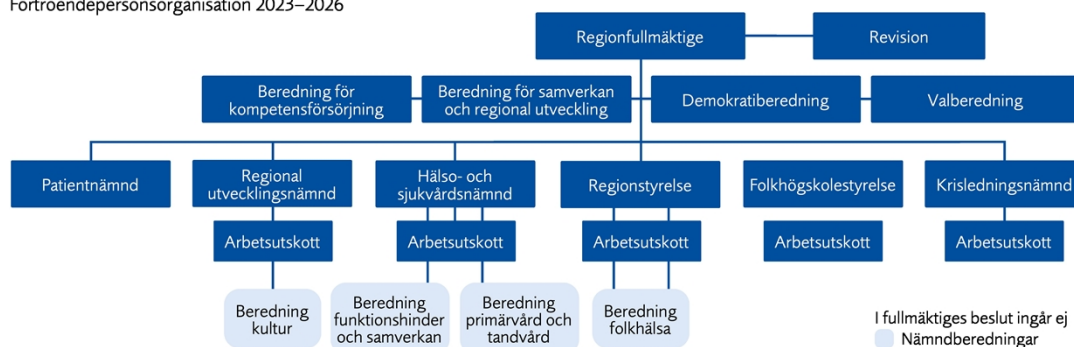 Förtroendepersonsorganisation 2023–2026
Regionfullmäktige
Revision
Beredning för
kompetensförsörjning
Beredning för samverkan
och regional utveckling
Demokratiberedning
Valberedning
Patientnämnd
Regional
utvecklingsnämnd
Hälso- och
sjukvårdsnämnd
Regionstyrelse
Folkhögskolestyrelse
Krisledningsnämnd
Arbetsutskott
Arbetsutskott
Arbetsutskott
Arbetsutskott
Arbetsutskott
Beredning
kultur
Beredning
funktionshinder
och samverkan
Beredning
primärvård och
tandvård
Beredning
folkhälsa
I fullmäktiges beslut ingår ej
Nämndberedningar